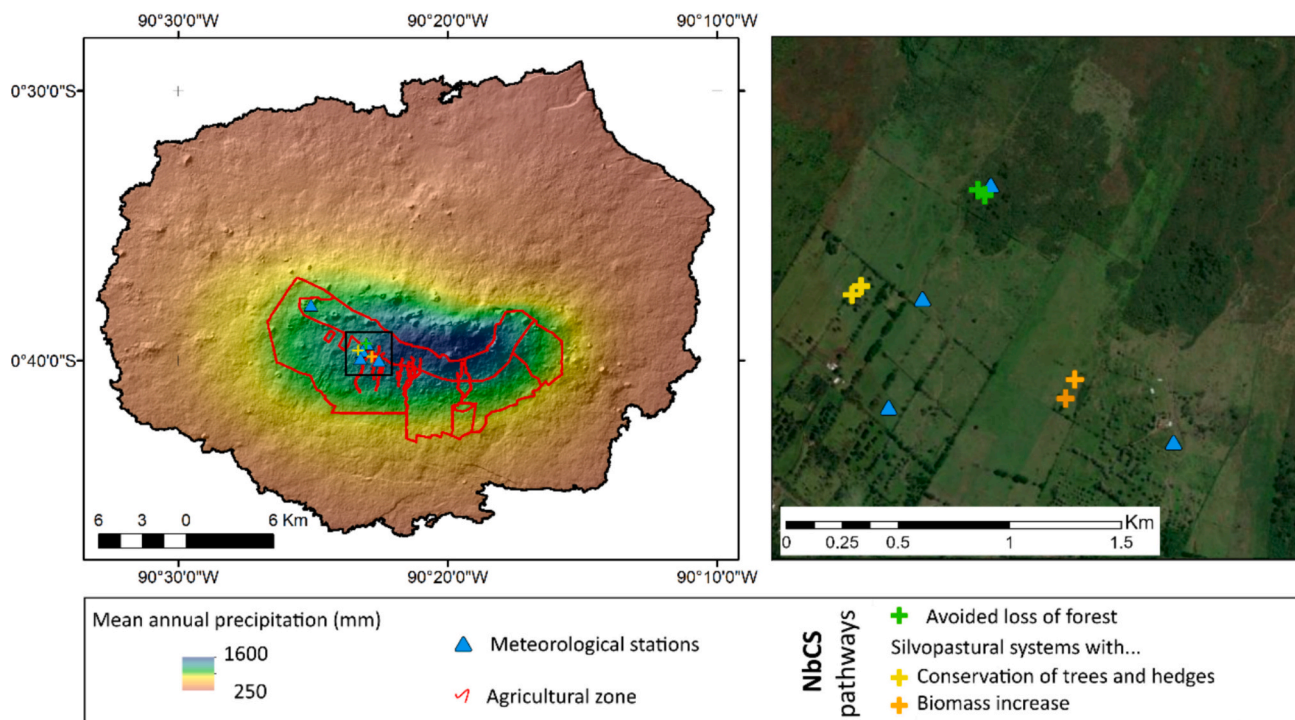 90°30'0"W 90°20'0"W 90°10'0"W
0°30'0"S
0°40'0"S
6 3 0 6 Km
90°30'0"W 90°20'0"W 90°10'0"W
Km
0 0.25 0.5 1 1.5
Mean annual precipitation (mm)
1600
250
Meteorological stations
Agricultural zone
NbCS
pathways
Avoided loss of forest
Silvopastural systems with...
Conservation of trees and hedges
Biomass increase